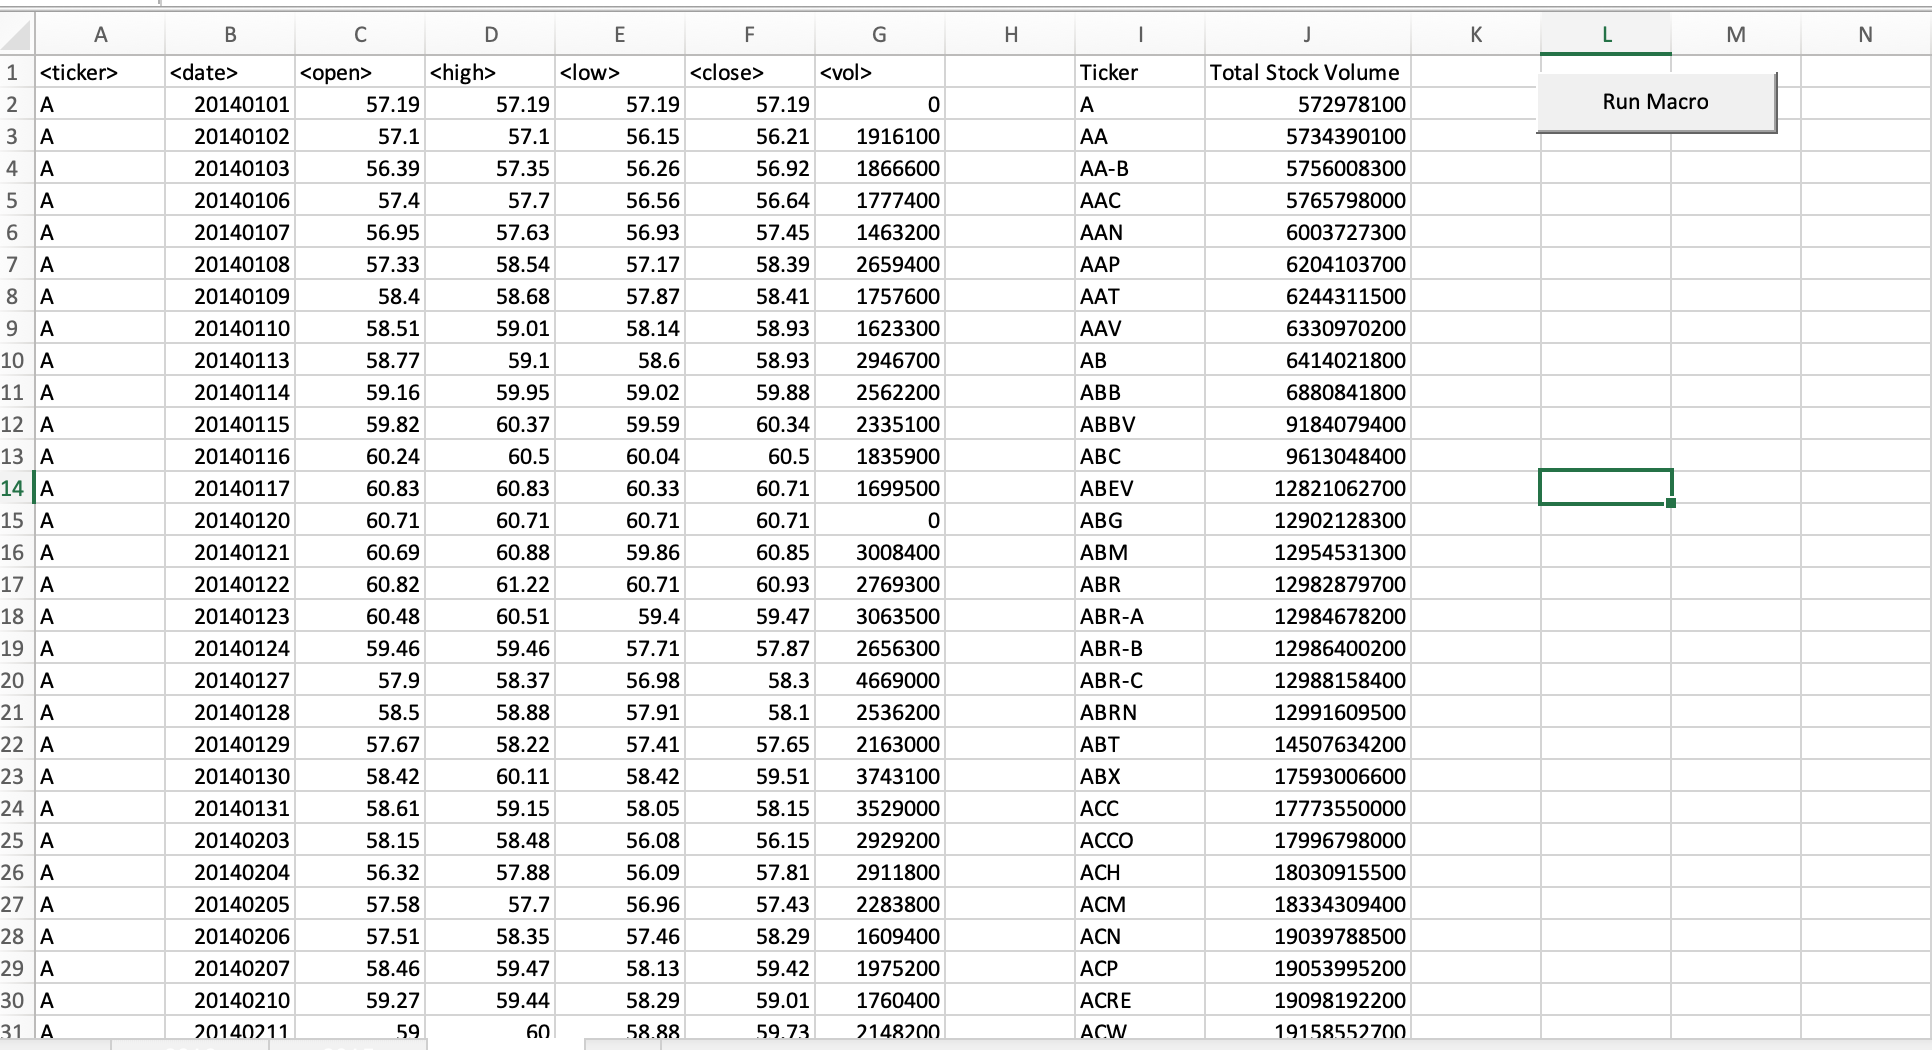 A B C D E F G H I J K L M N
1 <ticker> <date> <open> <high> <low> <close> <vol> Ticker Total Stock Volume
Run Macro
2 A 20140101 57.19 57.19 57.19 57.19 0 A 572978100
3 A 20140102 57.1 57.1 56.15 56.21 1916100 AA 5734390100
4 A 20140103 56.39 57.35 56.26 56.92 1866600 AA-B 5756008300
5 A 20140106 57.4 57.7 56.56 56.64 1777400 AAC 5765798000
6 A 20140107 56.95 57.63 56.93 57.45 1463200 AAN 6003727300
7 A 20140108 57.33 58.54 57.17 58.39 2659400 AAP 6204103700
8 A 20140109 58.4 58.68 57.87 58.41 1757600 AAT 6244311500
9 A 20140110 58.51 59.01 58.14 58.93 1623300 AAV 6330970200
10 A 20140113 58.77 59.1 58.6 58.93 2946700 AB 6414021800
11 A 20140114 59.16 59.95 59.02 59.88 2562200 ABB 6880841800
12 A 20140115 59.82 60.37 59.59 60.34 2335100 ABBV 9184079400
13 A 20140116 60.24 60.5 60.04 60.5 1835900 ABC 9613048400
14 A 20140117 60.83 60.83 60.33 60.71 1699500 ABEV 12821062700
15 A 20140120 60.71 60.71 60.71 60.71 0 ABG 12902128300
16 A 20140121 60.69 60.88 59.86 60.85 3008400 ABM 12954531300
17 A 20140122 60.82 61.22 60.71 60.93 2769300 ABR 12982879700
18 A 20140123 60.48 60.51 59.4 59.47 3063500 ABR-A 12984678200
19 A 20140124 59.46 59.46 57.71 57.87 2656300 ABR-B 12986400200
20 A 20140127 57.9 58.37 56.98 58.3 4669000 ABR-C 12988158400
21 A 20140128 58.5 58.88 57.91 58.1 2536200 ABRN 12991609500
22 A 20140129 57.67 58.22 57.41 57.65 2163000 ABT 14507634200
23 A 20140130 58.42 60.11 58.42 59.51 3743100 ABX 17593006600
24 A 20140131 58.61 59.15 58.05 58.15 3529000 ACC 17773550000
25 A 20140203 58.15 58.48 56.08 56.15 2929200 ACCO 17996798000
26 A 20140204 56.32 57.88 56.09 57.81 2911800 ACH 18030915500
27 A 20140205 57.58 57.7 56.96 57.43 2283800 ACM 18334309400
28 A 20140206 57.51 58.35 57.46 58.29 1609400 ACN 19039788500
29 A 20140207 58.46 59.47 58.13 59.42 1975200 ACP 19053995200
30 A 20140210 59.27 59.44 58.29 59.01 1760400 ACRE 19098192200
31 A 20140211 59 60 58.88 59.73 2148200 ACW 19158552700